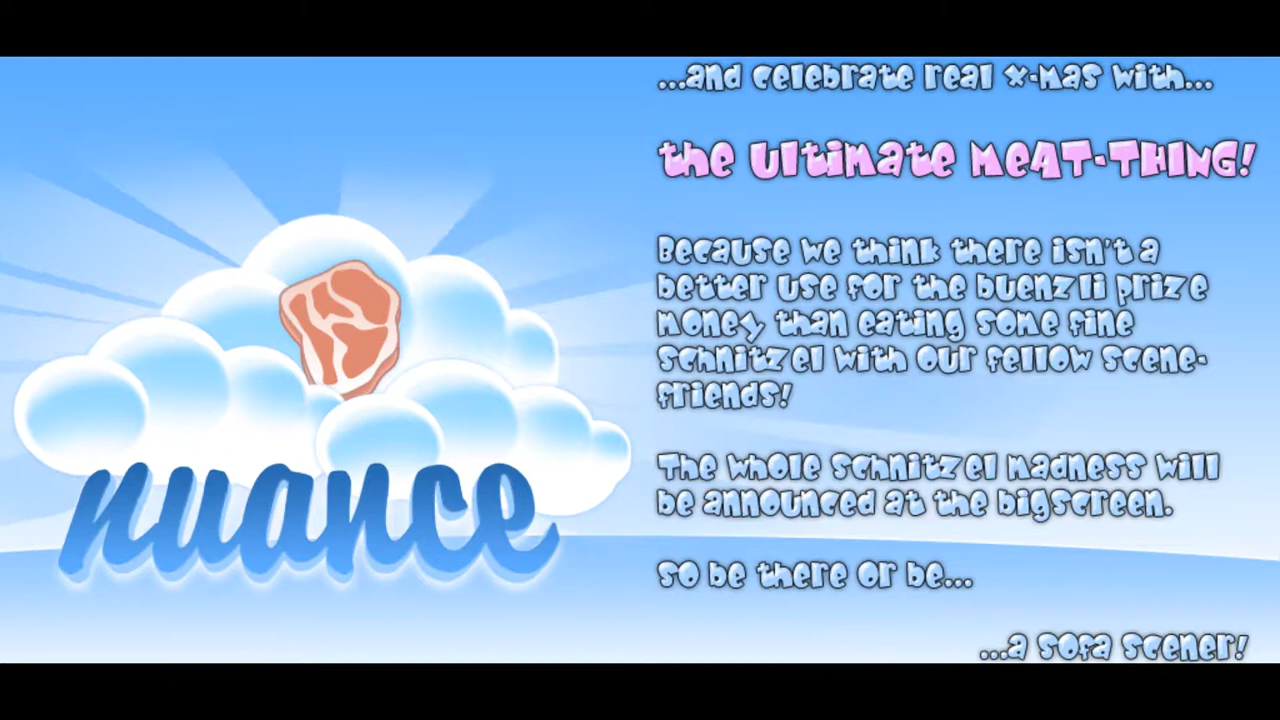 ...and celebrate real X-Mas with...
the Ultimate MEAT-THING!
Because we think there isn't a
better use for the buenzli prize
money than eating some fine
schnitzel with our fellow scene-
friends!
The whole schnitzel madness will
be announced at the bigscreen.
So be there or be...
...a sofa scener!
nuance